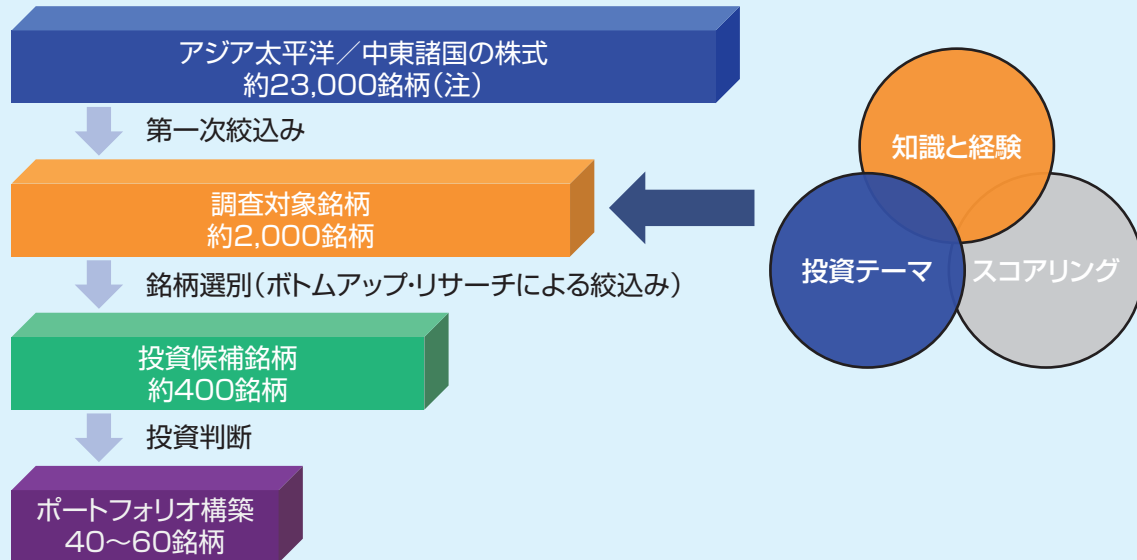 アジア太平洋／中東諸国の株式
約23,000銘柄(注)
第一次絞込み
調査対象銘柄
約2,000銘柄
銘柄選別(ボトムアップ・リサーチによる絞込み)
投資候補銘柄
約400銘柄
投資判断
ポートフォリオ構築
40〜60銘柄
知識と経験
投資テーマ
スコアリング